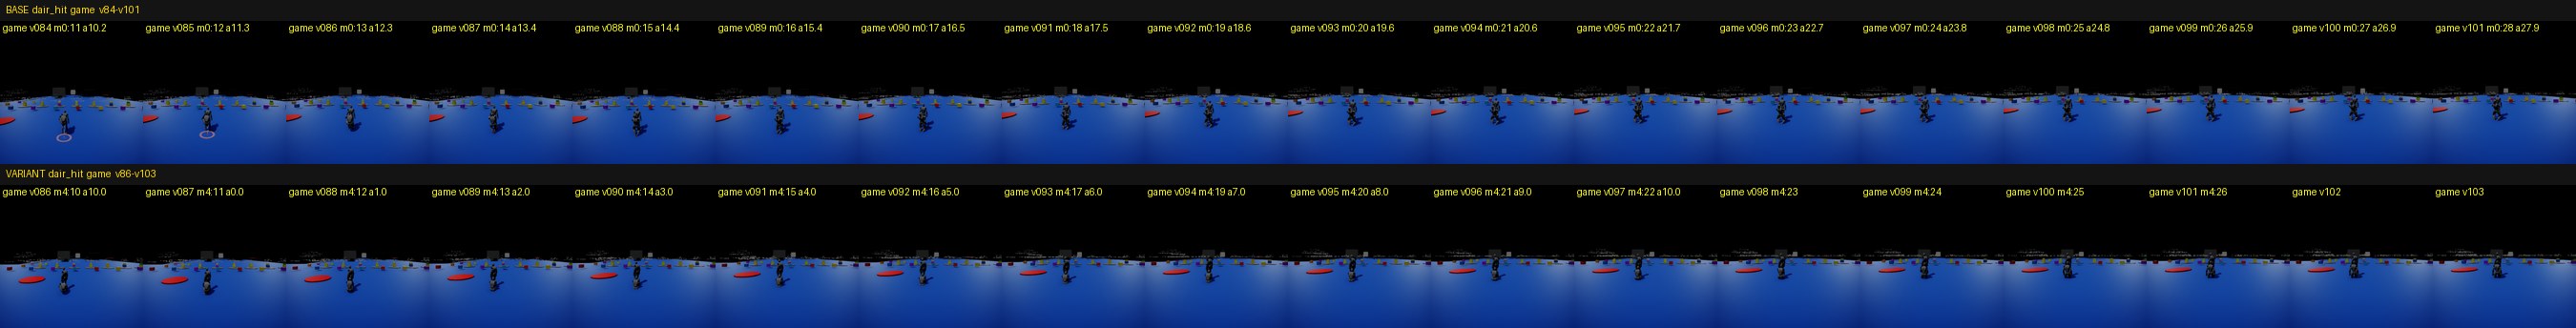 BASE dair_hit game v84-v101
game v084 m0:11 a10.2 game v085 m0:12 a11.3 game v086 m0:13 a12.3 game v087 m0:14 a13.4 game v088 m0:15 a14.4 game v089 m0:16 a15.4 game v090 m0:17 a16.5 game v091 m0:18 a17.5 game v092 m0:19 a18.6 game v093 m0:20 a19.6 game v094 m0:21 a20.6 game v095 m0:22 a21.7 game v096 m0:23 a22.7 game v097 m0:24 a23.8 game v098 m0:25 a24.8 game v099 m0:26 a25.9 game v100 m0:27 a26.9 game v101 m0:28 a27.9
VARIANT dair_hit game v86-v103
game v086 m4:10 a10.0 game v087 m4:11 a0.0 game v088 m4:12 a1.0 game v089 m4:13 a2.0 game v090 m4:14 a3.0 game v091 m4:15 a4.0 game v092 m4:16 a5.0 game v093 m4:17 a6.0 game v094 m4:19 a7.0 game v095 m4:20 a8.0 game v096 m4:21 a9.0 game v097 m4:22 a10.0 game v098 m4:23 game v099 m4:24 game v100 m4:25 game v101 m4:26 game v102 game v103